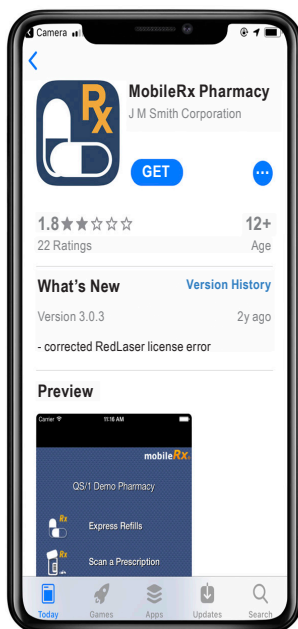 Camera
MobileRx Pharmacy
J M Smith Corporation
GET
1.8★★☆☆☆
12+
22 Ratings
Age
What's New
Version History
Version 3.0.3
2y ago
- corrected RedLaser license error
Preview
Carrier
11:16 AM
mobileRx
QS/1 Demo Pharmacy
Rx
Express Refills
Rx
Scan a Prescription
Today
Games
Apps
Updates
Search